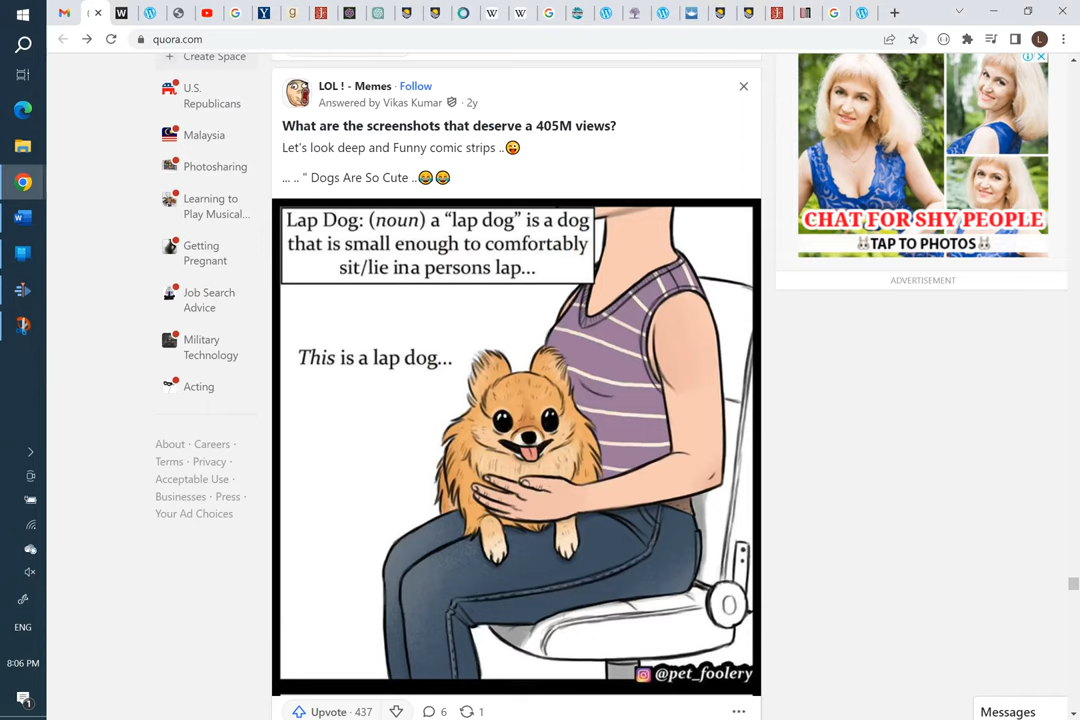 quora.com
L
Create Space
U.S.
Republicans
Malaysia
Photosharing
Learning to
Play Musical...
Getting
Pregnant
Job Search
Advice
Military
Technology
Acting
About · Careers ·
Terms · Privacy ·
Acceptable Use ·
Businesses · Press ·
Your Ad Choices
ENG
8:06 PM
LOL ! - Memes · Follow
Answered by Vikas Kumar · 2y
What are the screenshots that deserve a 405M views?
Let's look deep and Funny comic strips ..😜
... .. " Dogs Are So Cute ..😂😂
Lap Dog: (noun) a “lap dog” is a dog
that is small enough to comfortably
sit/lie in a persons lap...
This is a lap dog...
@pet_foolery
Upvote · 437
6
1
CHAT FOR SHY PEOPLE
TAP TO PHOTOS
ADVERTISEMENT
Messages